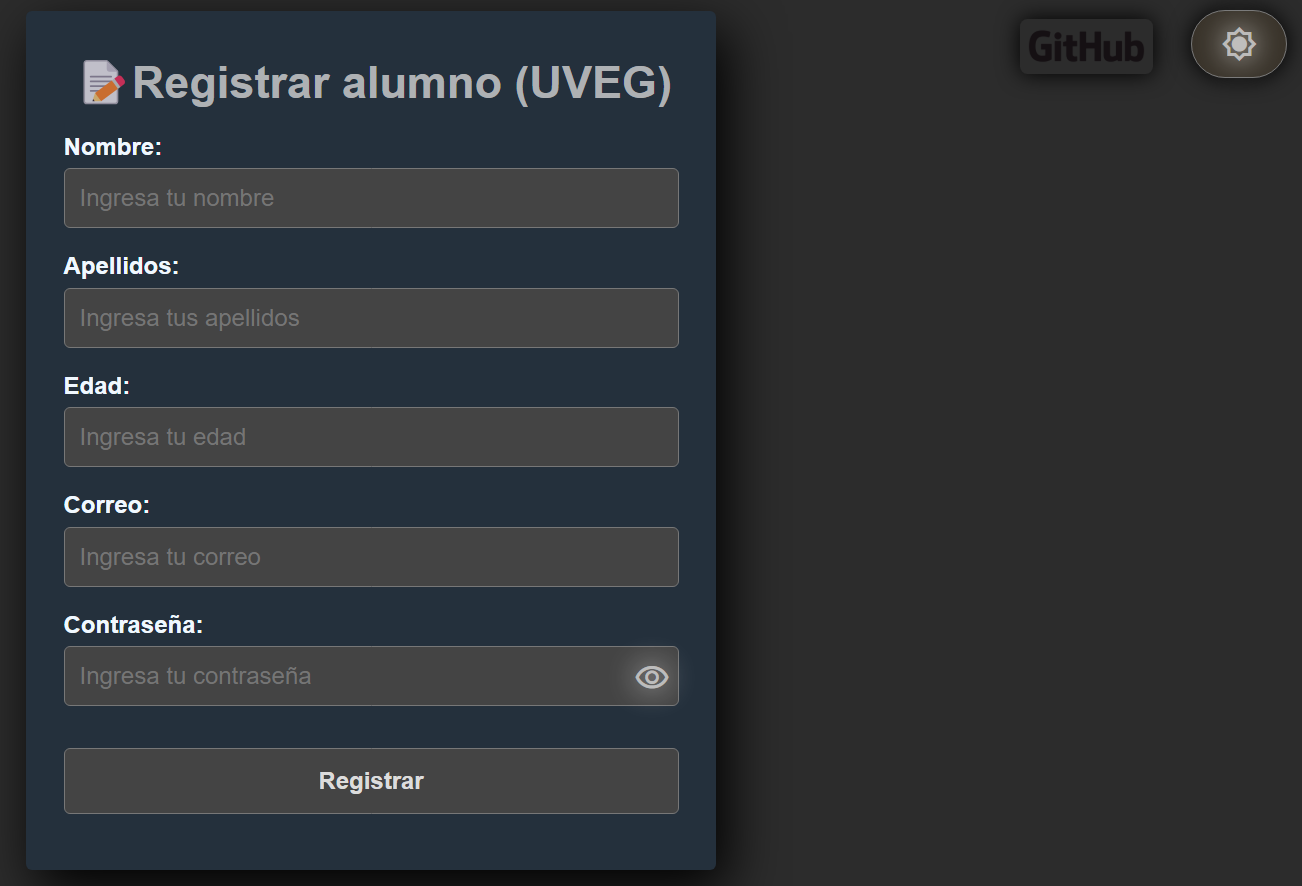 Registrar alumno (UVEG)
GitHub
Nombre:
Ingresa tu nombre
Apellidos:
Ingresa tus apellidos
Edad:
Ingresa tu edad
Correo:
Ingresa tu correo
Contraseña:
Ingresa tu contraseña
Registrar